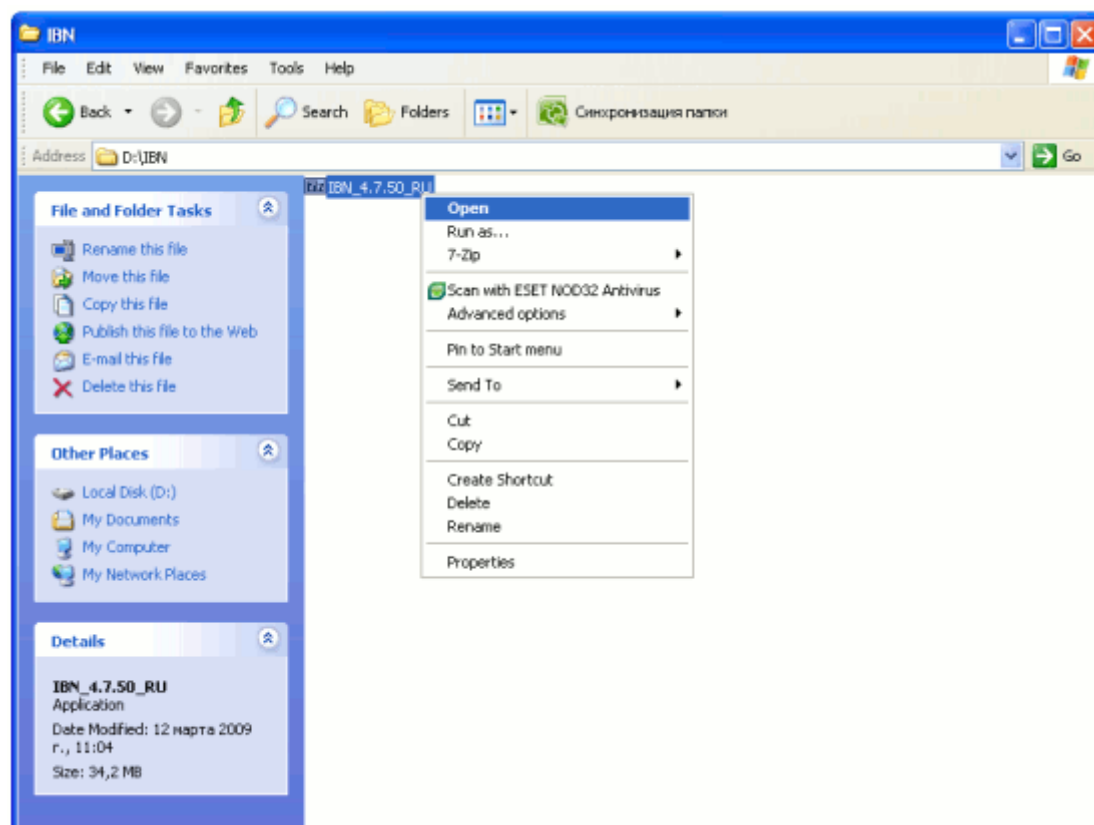 IBN
File Edit View Favorites Tools Help
Back Search Folders Синхронизация папки
Address D:\IBN Go
IBN_4.7.50_RU
File and Folder Tasks
Rename this file
Move this file
Copy this file
Publish this file to the Web
E-mail this file
Delete this file
Other Places
Local Disk (D:)
My Documents
My Computer
My Network Places
Details
IBN_4.7.50_RU
Application
Date Modified: 12 марта 2009
г., 11:04
Size: 34,2 MB
Open
Run as...
7-Zip
Scan with ESET NOD32 Antivirus
Advanced options
Pin to Start menu
Send To
Cut
Copy
Create Shortcut
Delete
Rename
Properties